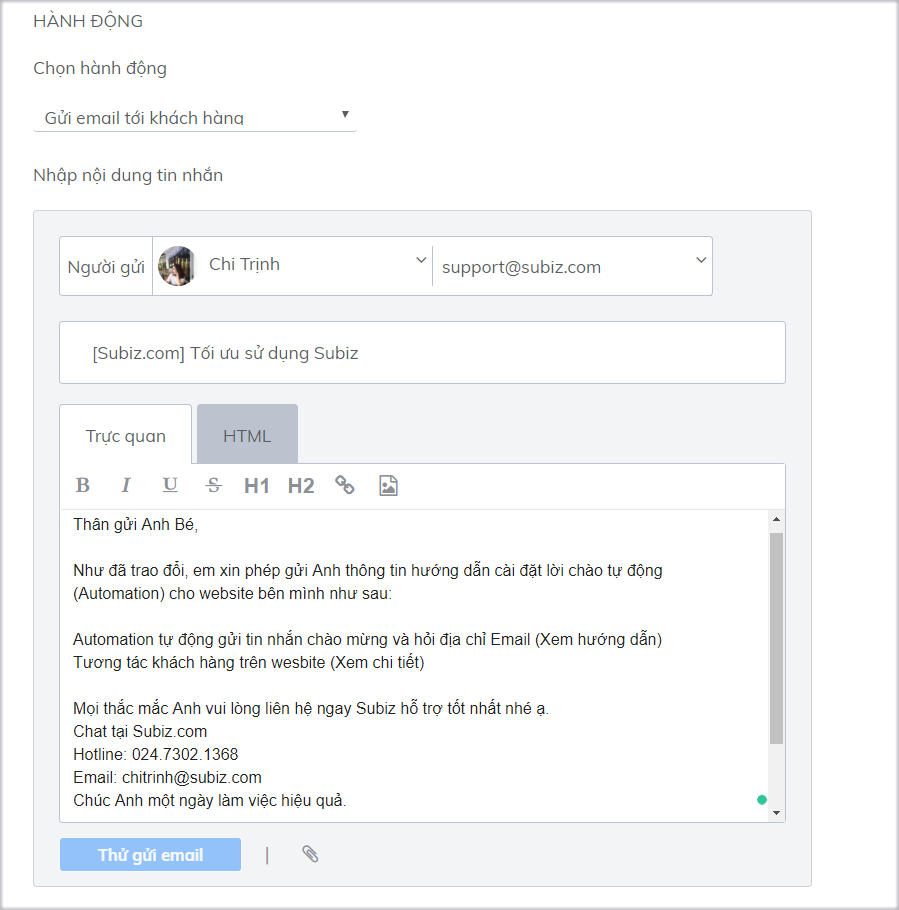 HÀNH ĐỘNG
Chọn hành động
Gửi email tới khách hàng
Nhập nội dung tin nhắn
Người gửi Chi Trịnh support@subiz.com
[Subiz.com] Tối ưu sử dụng Subiz
Trực quan HTML
B I U S H1 H2
Thân gửi Anh Bé,
Như đã trao đổi, em xin phép gửi Anh thông tin hướng dẫn cài đặt lời chào tự động
(Automation) cho website bên mình như sau:
Automation tự động gửi tin nhắn chào mừng và hỏi địa chỉ Email (Xem hướng dẫn)
Tương tác khách hàng trên wesbite (Xem chi tiết)
Mọi thắc mắc Anh vui lòng liên hệ ngay Subiz hỗ trợ tốt nhất nhé ạ.
Chat tại Subiz.com
Hotline: 024.7302.1368
Email: chitrinh@subiz.com
Chúc Anh một ngày làm việc hiệu quả.
Thử gửi email |